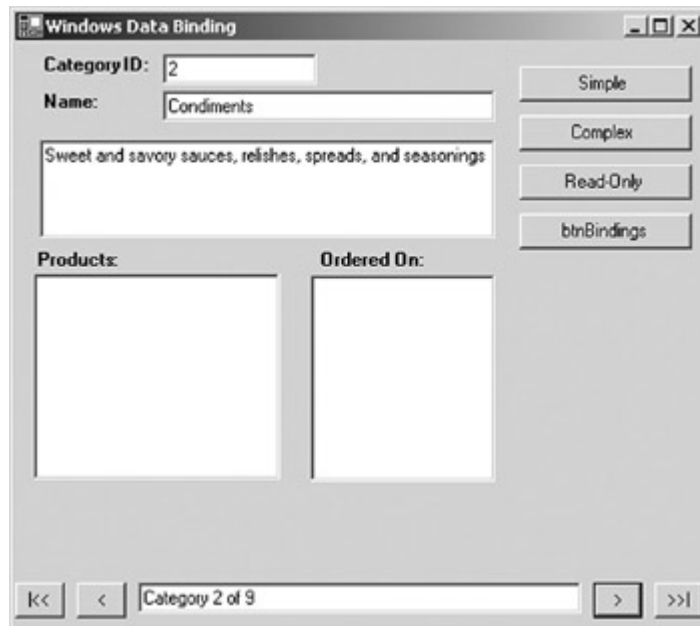 Windows Data Binding
Category ID: 2
Simple
Name: Condiments
Complex
Sweet and savory sauces, relishes, spreads, and seasonings
Read-Only
btnBindings
Products:
Ordered On:
|<<
<
Category 2 of 9
>
>>|